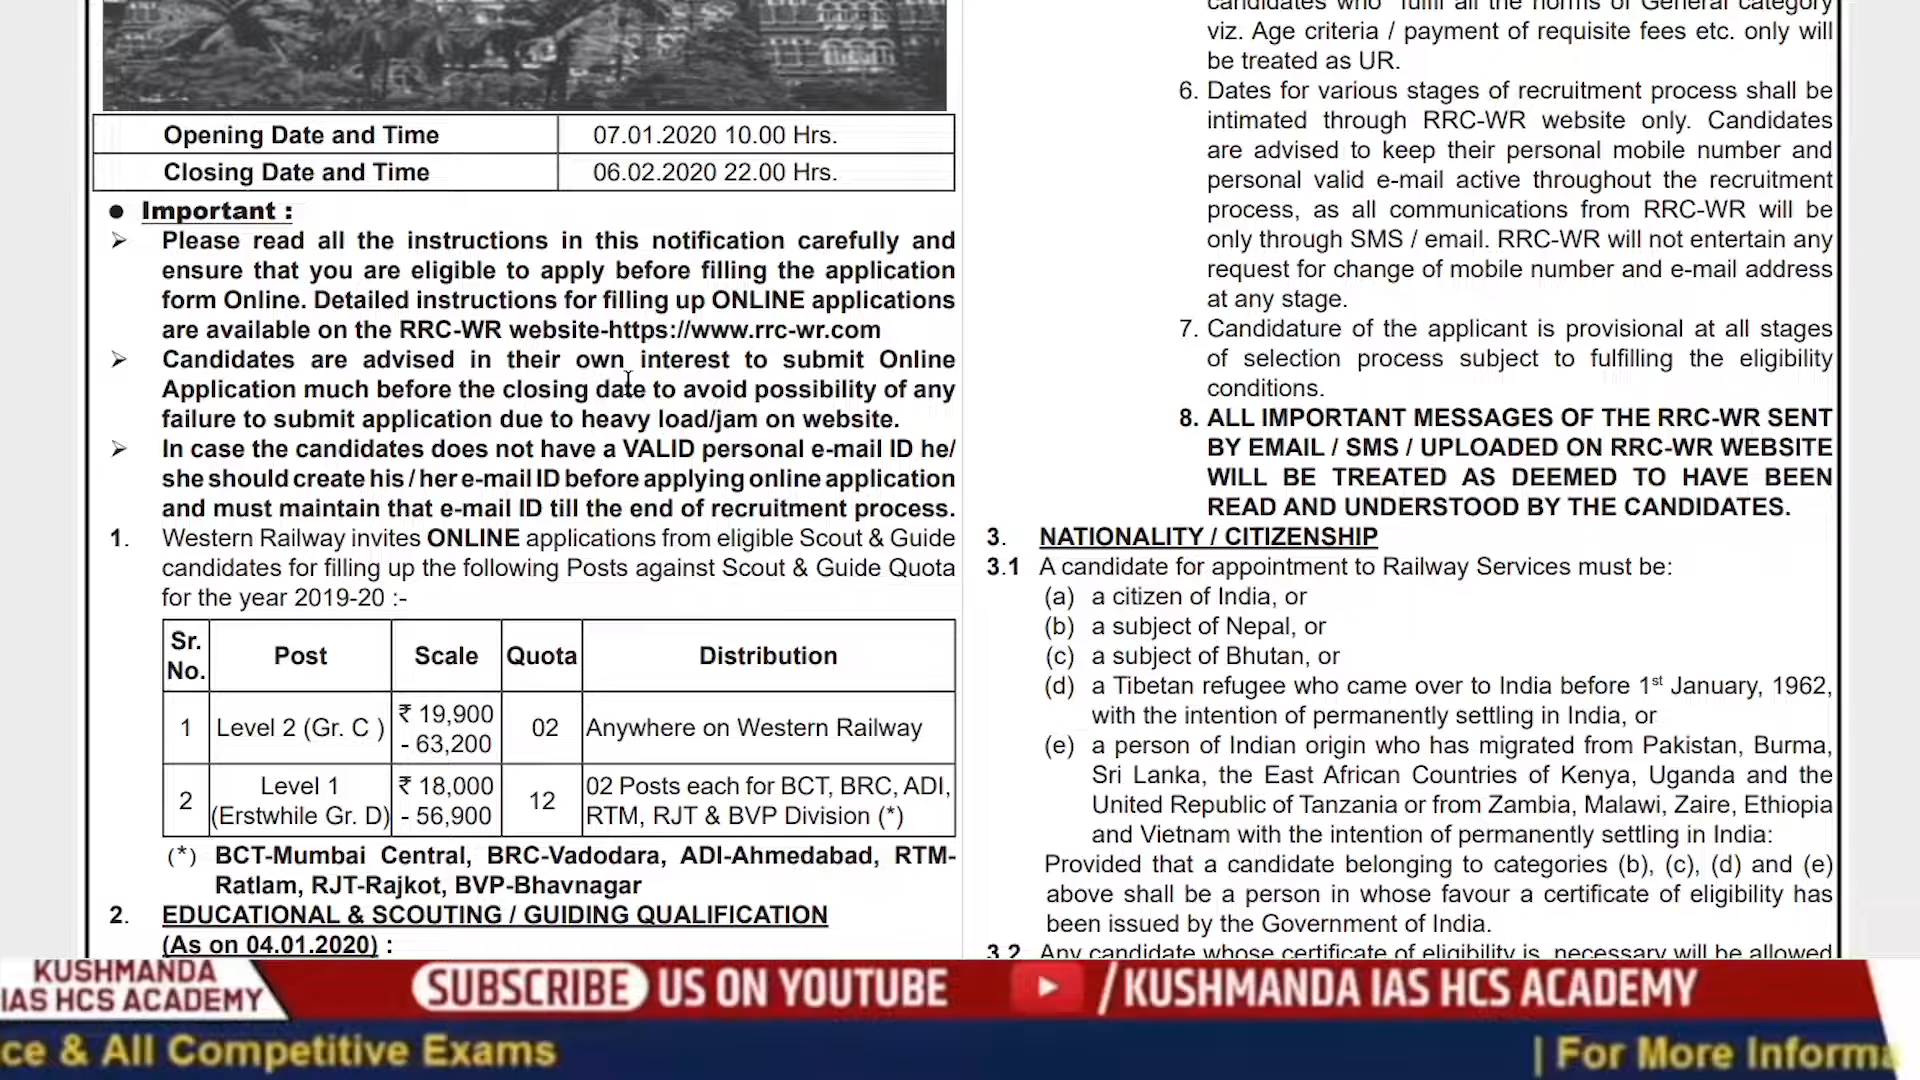 Opening Date and Time 07.01.2020 10.00 Hrs.
Closing Date and Time 06.02.2020 22.00 Hrs.
● Important :
➢ Please read all the instructions in this notification carefully and
ensure that you are eligible to apply before filling the application
form Online. Detailed instructions for filling up ONLINE applications
are available on the RRC-WR website-https://www.rrc-wr.com
➢ Candidates are advised in their own interest to submit Online
Application much before the closing date to avoid possibility of any
failure to submit application due to heavy load/jam on website.
➢ In case the candidates does not have a VALID personal e-mail ID he/
she should create his / her e-mail ID before applying online application
and must maintain that e-mail ID till the end of recruitment process.
1. Western Railway invites ONLINE applications from eligible Scout & Guide
candidates for filling up the following Posts against Scout & Guide Quota
for the year 2019-20 :-
Sr. No. Post Scale Quota Distribution
1 Level 2 (Gr. C ) ₹ 19,900 - 63,200 02 Anywhere on Western Railway
2 Level 1 (Erstwhile Gr. D) ₹ 18,000 - 56,900 12 02 Posts each for BCT, BRC, ADI, RTM, RJT & BVP Division (*)
(*) BCT-Mumbai Central, BRC-Vadodara, ADI-Ahmedabad, RTM-
Ratlam, RJT-Rajkot, BVP-Bhavnagar
2. EDUCATIONAL & SCOUTING / GUIDING QUALIFICATION
(As on 04.01.2020) :
candidates who fulfil all the norms of General category
viz. Age criteria / payment of requisite fees etc. only will
be treated as UR.
6. Dates for various stages of recruitment process shall be
intimated through RRC-WR website only. Candidates
are advised to keep their personal mobile number and
personal valid e-mail active throughout the recruitment
process, as all communications from RRC-WR will be
only through SMS / email. RRC-WR will not entertain any
request for change of mobile number and e-mail address
at any stage.
7. Candidature of the applicant is provisional at all stages
of selection process subject to fulfilling the eligibility
conditions.
8. ALL IMPORTANT MESSAGES OF THE RRC-WR SENT
BY EMAIL / SMS / UPLOADED ON RRC-WR WEBSITE
WILL BE TREATED AS DEEMED TO HAVE BEEN
READ AND UNDERSTOOD BY THE CANDIDATES.
3. NATIONALITY / CITIZENSHIP
3.1 A candidate for appointment to Railway Services must be:
(a) a citizen of India, or
(b) a subject of Nepal, or
(c) a subject of Bhutan, or
(d) a Tibetan refugee who came over to India before 1st January, 1962,
with the intention of permanently settling in India, or
(e) a person of Indian origin who has migrated from Pakistan, Burma,
Sri Lanka, the East African Countries of Kenya, Uganda and the
United Republic of Tanzania or from Zambia, Malawi, Zaire, Ethiopia
and Vietnam with the intention of permanently settling in India:
Provided that a candidate belonging to categories (b), (c), (d) and (e)
above shall be a person in whose favour a certificate of eligibility has
been issued by the Government of India.
3.2 Any candidate whose certificate of eligibility is necessary will be allowed
KUSHMANDA
IAS HCS ACADEMY
SUBSCRIBE US ON YOUTUBE /KUSHMANDA IAS HCS ACADEMY
ce & All Competitive Exams | For More Informa